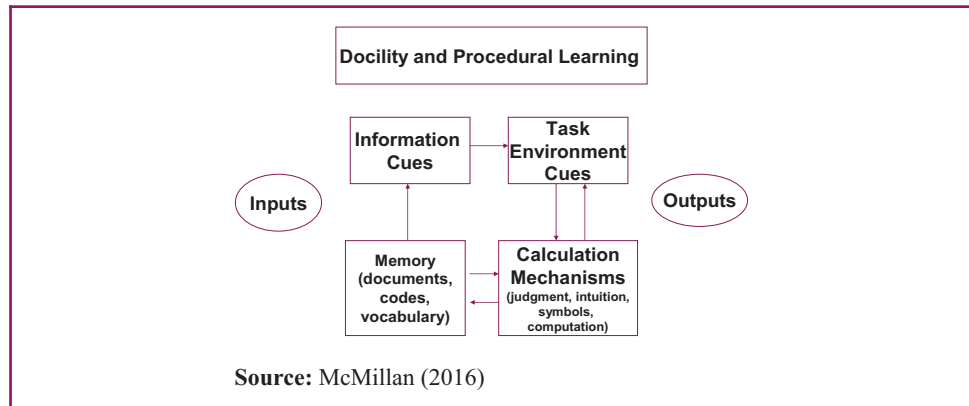 Docility and Procedural Learning
Information
Cues
Task
Environment
Cues
Inputs
Outputs
Memory
(documents,
codes,
vocabulary)
Calculation
Mechanisms
(judgment, intuition,
symbols,
computation)
Source: McMillan (2016)